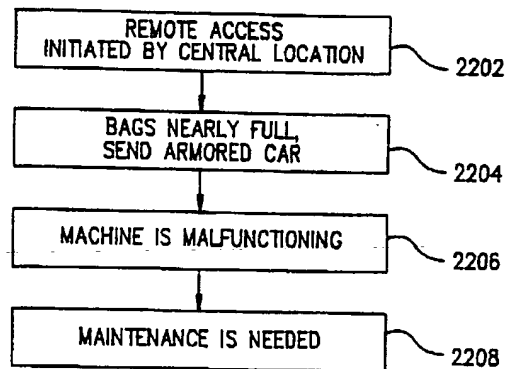 REMOTE ACCESS
INITIATED BY CENTRAL LOCATION
2202
BAGS NEARLY FULL,
SEND ARMORED CAR
2204
MACHINE IS MALFUNCTIONING
2206
MAINTENANCE IS NEEDED
2208